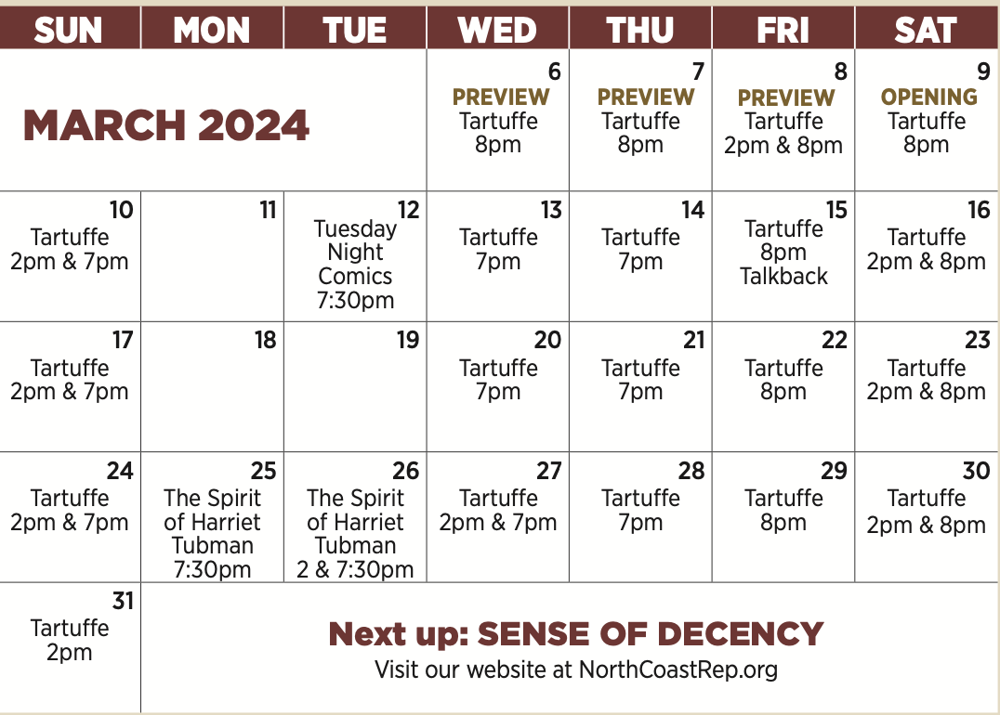 SUN MON TUE WED THU FRI SAT
MARCH 2024
6
PREVIEW
Tartuffe
8pm
7
PREVIEW
Tartuffe
8pm
8
PREVIEW
Tartuffe
2pm & 8pm
9
OPENING
Tartuffe
8pm
10
Tartuffe
2pm & 7pm
11
12
Tuesday
Night
Comics
7:30pm
13
Tartuffe
7pm
14
Tartuffe
7pm
15
Tartuffe
8pm
Talkback
16
Tartuffe
2pm & 8pm
17
Tartuffe
2pm & 7pm
18
19
20
Tartuffe
7pm
21
Tartuffe
7pm
22
Tartuffe
8pm
23
Tartuffe
2pm & 8pm
24
Tartuffe
2pm & 7pm
25
The Spirit
of Harriet
Tubman
7:30pm
26
The Spirit
of Harriet
Tubman
2 & 7:30pm
27
Tartuffe
2pm & 7pm
28
Tartuffe
7pm
29
Tartuffe
8pm
30
Tartuffe
2pm & 8pm
31
Tartuffe
2pm
Next up: SENSE OF DECENCY
Visit our website at NorthCoastRep.org